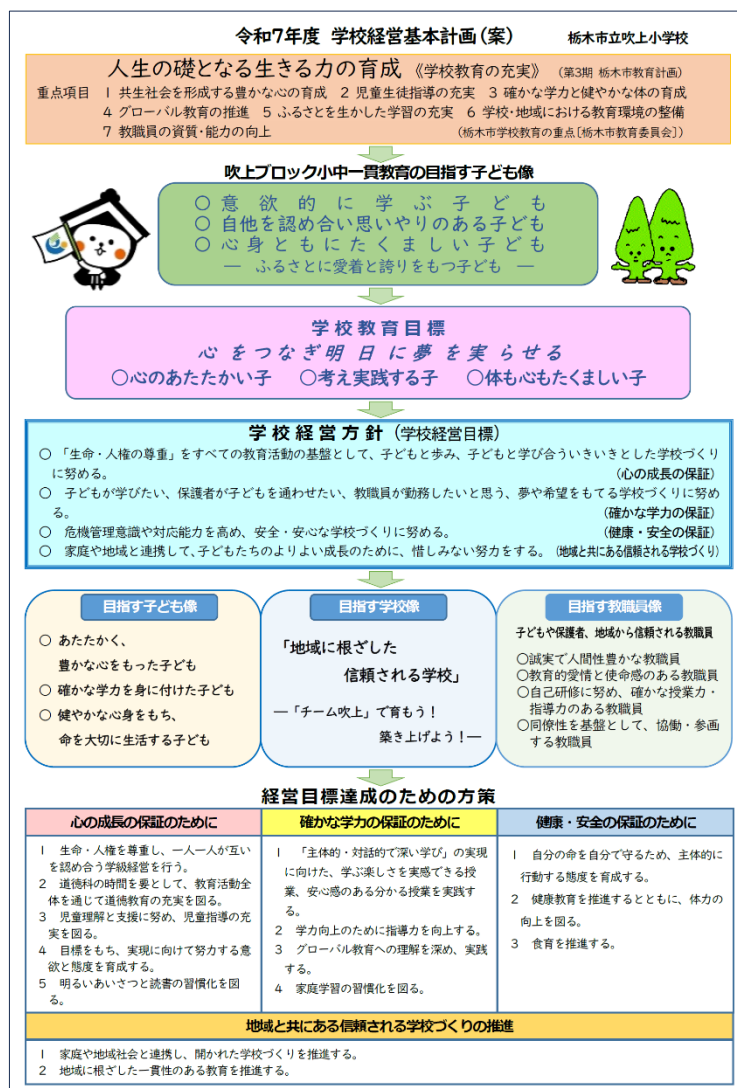 令和7年度 学校経営基本計画(案) 栃木市立吹上小学校
人生の礎となる生きる力の育成 《学校教育の充実》 (第3期 栃木市教育計画)
重点項目 1 共生社会を形成する豊かな心の育成 2 児童生徒指導の充実 3 確かな学力と健やかな体の育成
4 グローバル教育の推進 5 ふるさとを生かした学習の充実 6 学校・地域における教育環境の整備
7 教職員の資質・能力の向上 (栃木市学校教育の重点[栃木市教育委員会])
吹上ブロック小中一貫教育の目指す子ども像
○ 意欲的に学ぶ子ども
○ 自他を認め合い思いやりのある子ども
○ 心身ともにたくましい子ども
― ふるさとに愛着と誇りをもつ子ども ―
学校教育目標
心をつなぎ明日に夢を実らせる
○心のあたたかい子 ○考え実践する子 ○体も心もたくましい子
学校経営方針(学校経営目標)
○ 「生命・人権の尊重」をすべての教育活動の基盤として、子どもと歩み、子どもと学び合ういきいきとした学校づくり
に努める。 (心の成長の保証)
○ 子どもが学びたい、保護者が子どもを通わせたい、教職員が勤務したいと思う、夢や希望をもてる学校づくりに努め
る。 (確かな学力の保証)
○ 危機管理意識や対応能力を高め、安全・安心な学校づくりに努める。 (健康・安全の保証)
○ 家庭や地域と連携して、子どもたちのよりよい成長のために、惜しみない努力をする。(地域と共にある信頼される学校づくり)
目指す子ども像
○ あたたかく、
豊かな心をもった子ども
○ 確かな学力を身に付けた子ども
○ 健やかな心身をもち、
命を大切に生活する子ども
目指す学校像
「地域に根ざした
信頼される学校」
―「チーム吹上」で育もう!
築き上げよう!―
目指す教職員像
子どもや保護者、地域から信頼される教職員
○誠実で人間性豊かな教職員
○教育的愛情と使命感のある教職員
○自己研修に努め、確かな授業力・
指導力のある教職員
○同僚性を基盤として、協働・参画
する教職員
経営目標達成のための方策
心の成長の保証のために
1 生命・人権を尊重し、一人一人が互い
を認め合う学級経営を行う。
2 道徳科の時間を要として、教育活動全
体を通じて道徳教育の充実を図る。
3 児童理解と支援に努め、児童指導の充
実を図る。
4 目標をもち、実現に向けて努力する意
欲と態度を育成する。
5 明るいあいさつと読書の習慣化を図
る。
確かな学力の保証のために
1 「主体的・対話的で深い学び」の実現
に向けた、学ぶ楽しさを実感できる授
業、安心感のある分かる授業を実践す
る。
2 学力向上のために指導力を向上する。
3 グローバル教育への理解を深め、実践
する。
4 家庭学習の習慣化を図る。
健康・安全の保証のために
1 自分の命を自分で守るため、主体的に
行動する態度を育成する。
2 健康教育を推進するとともに、体力の
向上を図る。
3 食育を推進する。
地域と共にある信頼される学校づくりの推進
1 家庭や地域社会と連携し、開かれた学校づくりを推進する。
2 地域に根ざした一貫性のある教育を推進する。